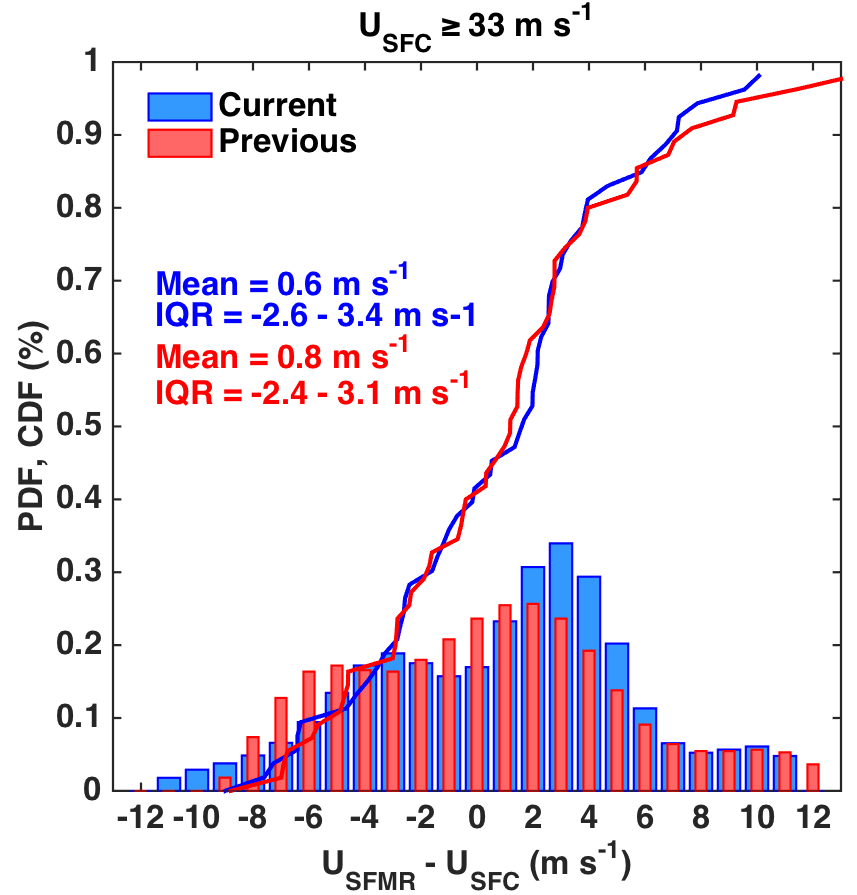 U_SFC ≥ 33 m s^-1
Current
Previous
Mean = 0.6 m s^-1
IQR = -2.6 - 3.4 m s-1
Mean = 0.8 m s^-1
IQR = -2.4 - 3.1 m s^-1
PDF, CDF (%)
1
0.9
0.8
0.7
0.6
0.5
0.4
0.3
0.2
0.1
0
-12 -10 -8 -6 -4 -2 0 2 4 6 8 10 12
U_SFMR - U_SFC (m s^-1)